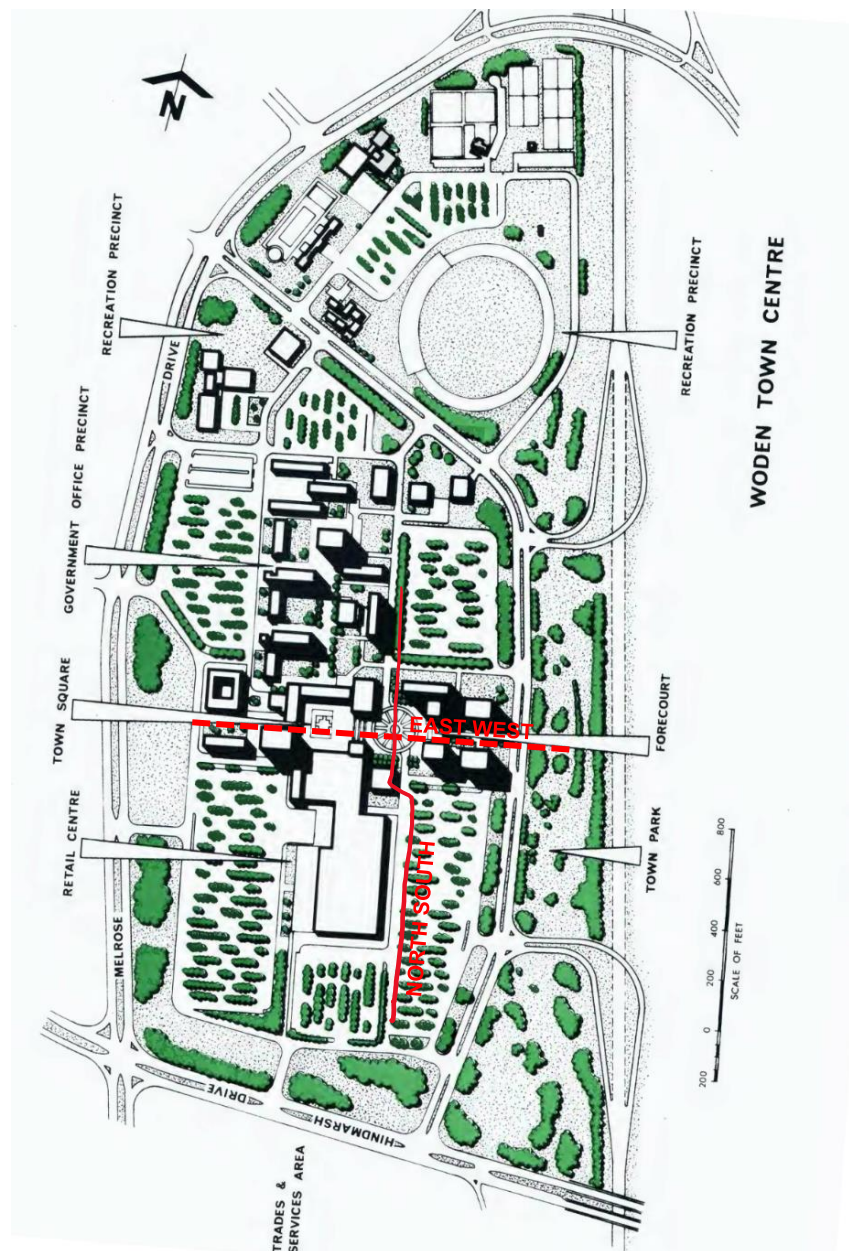 N
RECREATION PRECINCT
DRIVE
GOVERNMENT OFFICE PRECINCT
TOWN SQUARE
RETAIL CENTRE
MELROSE
DRIVE
HINDMARSH
TRADES &
SERVICES AREA
EAST WEST
NORTH SOUTH
RECREATION PRECINCT
WODEN TOWN CENTRE
FORECOURT
TOWN PARK
200 0 200 400 600 800
SCALE OF FEET